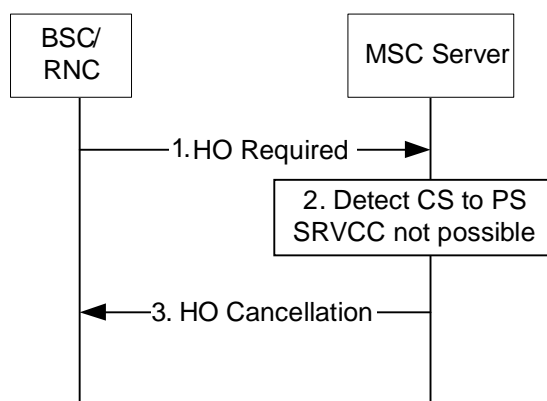 BSC/
RNC
MSC Server
1.HO Required
2. Detect CS to PS
SRVCC not possible
3. HO Cancellation